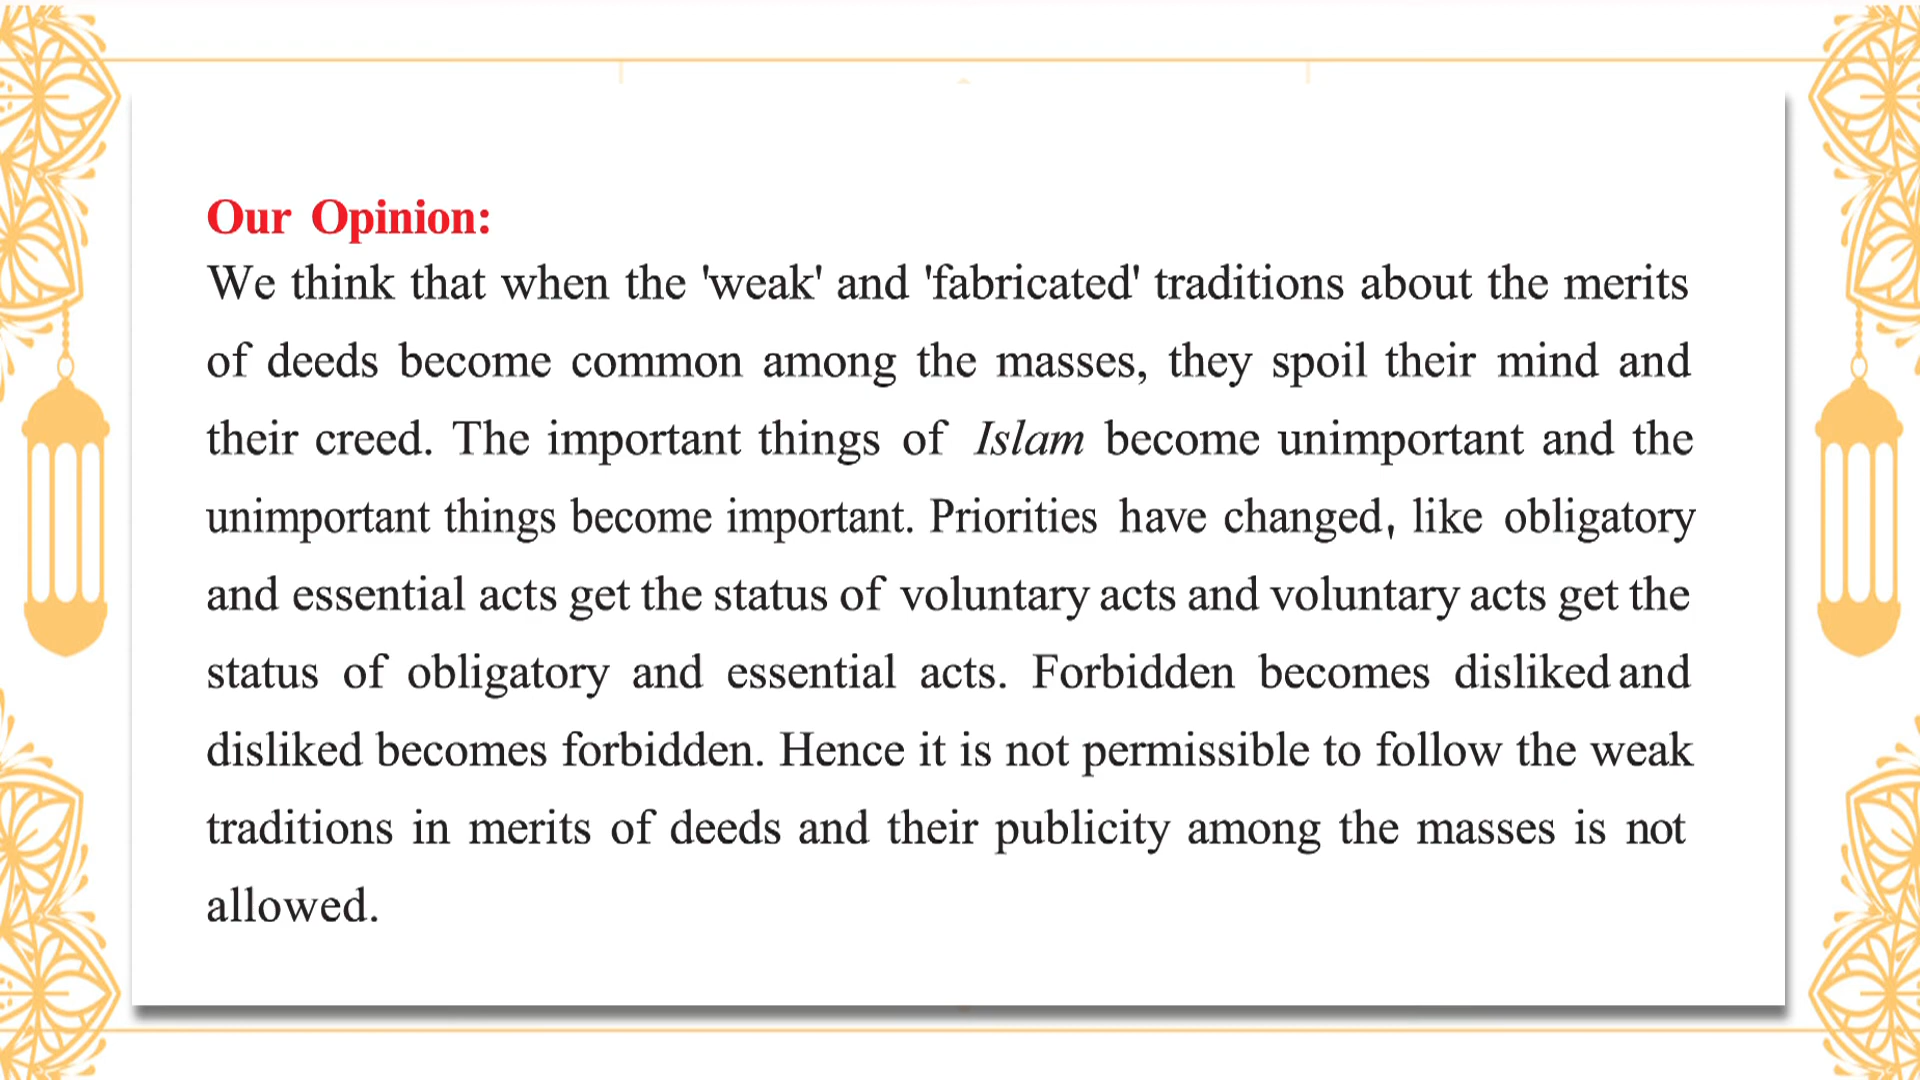 Our Opinion:
We think that when the 'weak' and 'fabricated' traditions about the merits
of deeds become common among the masses, they spoil their mind and
their creed. The important things of Islam become unimportant and the
unimportant things become important. Priorities have changed, like obligatory
and essential acts get the status of voluntary acts and voluntary acts get the
status of obligatory and essential acts. Forbidden becomes disliked and
disliked becomes forbidden. Hence it is not permissible to follow the weak
traditions in merits of deeds and their publicity among the masses is not
allowed.